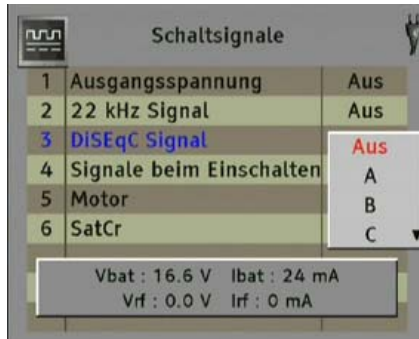 Schaltsignale
1 Ausgangsspannung Aus
2 22 kHz Signal Aus
3 DiSEqC Signal Aus
4 Signale beim Einschalten A
5 Motor B
6 SatCr C
Vbat : 16.6 V Ibat : 24 mA
Vrf : 0.0 V Irf : 0 mA